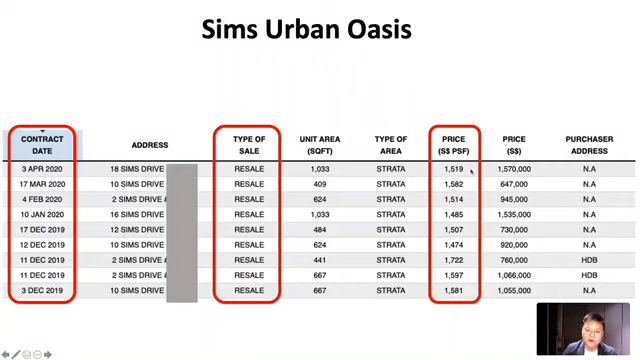 Sims Urban Oasis
CONTRACT DATE ADDRESS TYPE OF SALE UNIT AREA (SQFT) TYPE OF AREA PRICE (S$ PSF) PRICE (S$) PURCHASER ADDRESS
3 APR 2020 18 SIMS DRIVE RESALE 1,033 STRATA 1,519 1,570,000 N.A
17 MAR 2020 10 SIMS DRIVE RESALE 409 STRATA 1,582 647,000 N.A
4 FEB 2020 2 SIMS DRIVE RESALE 624 STRATA 1,514 945,000 N.A
10 JAN 2020 16 SIMS DRIVE RESALE 1,033 STRATA 1,485 1,535,000 N.A
17 DEC 2019 12 SIMS DRIVE RESALE 484 STRATA 1,507 730,000 N.A
12 DEC 2019 10 SIMS DRIVE RESALE 624 STRATA 1,474 920,000 N.A
11 DEC 2019 2 SIMS DRIVE RESALE 441 STRATA 1,722 760,000 HDB
11 DEC 2019 2 SIMS DRIVE RESALE 667 STRATA 1,597 1,066,000 HDB
3 DEC 2019 10 SIMS DRIVE RESALE 667 STRATA 1,581 1,055,000 N.A